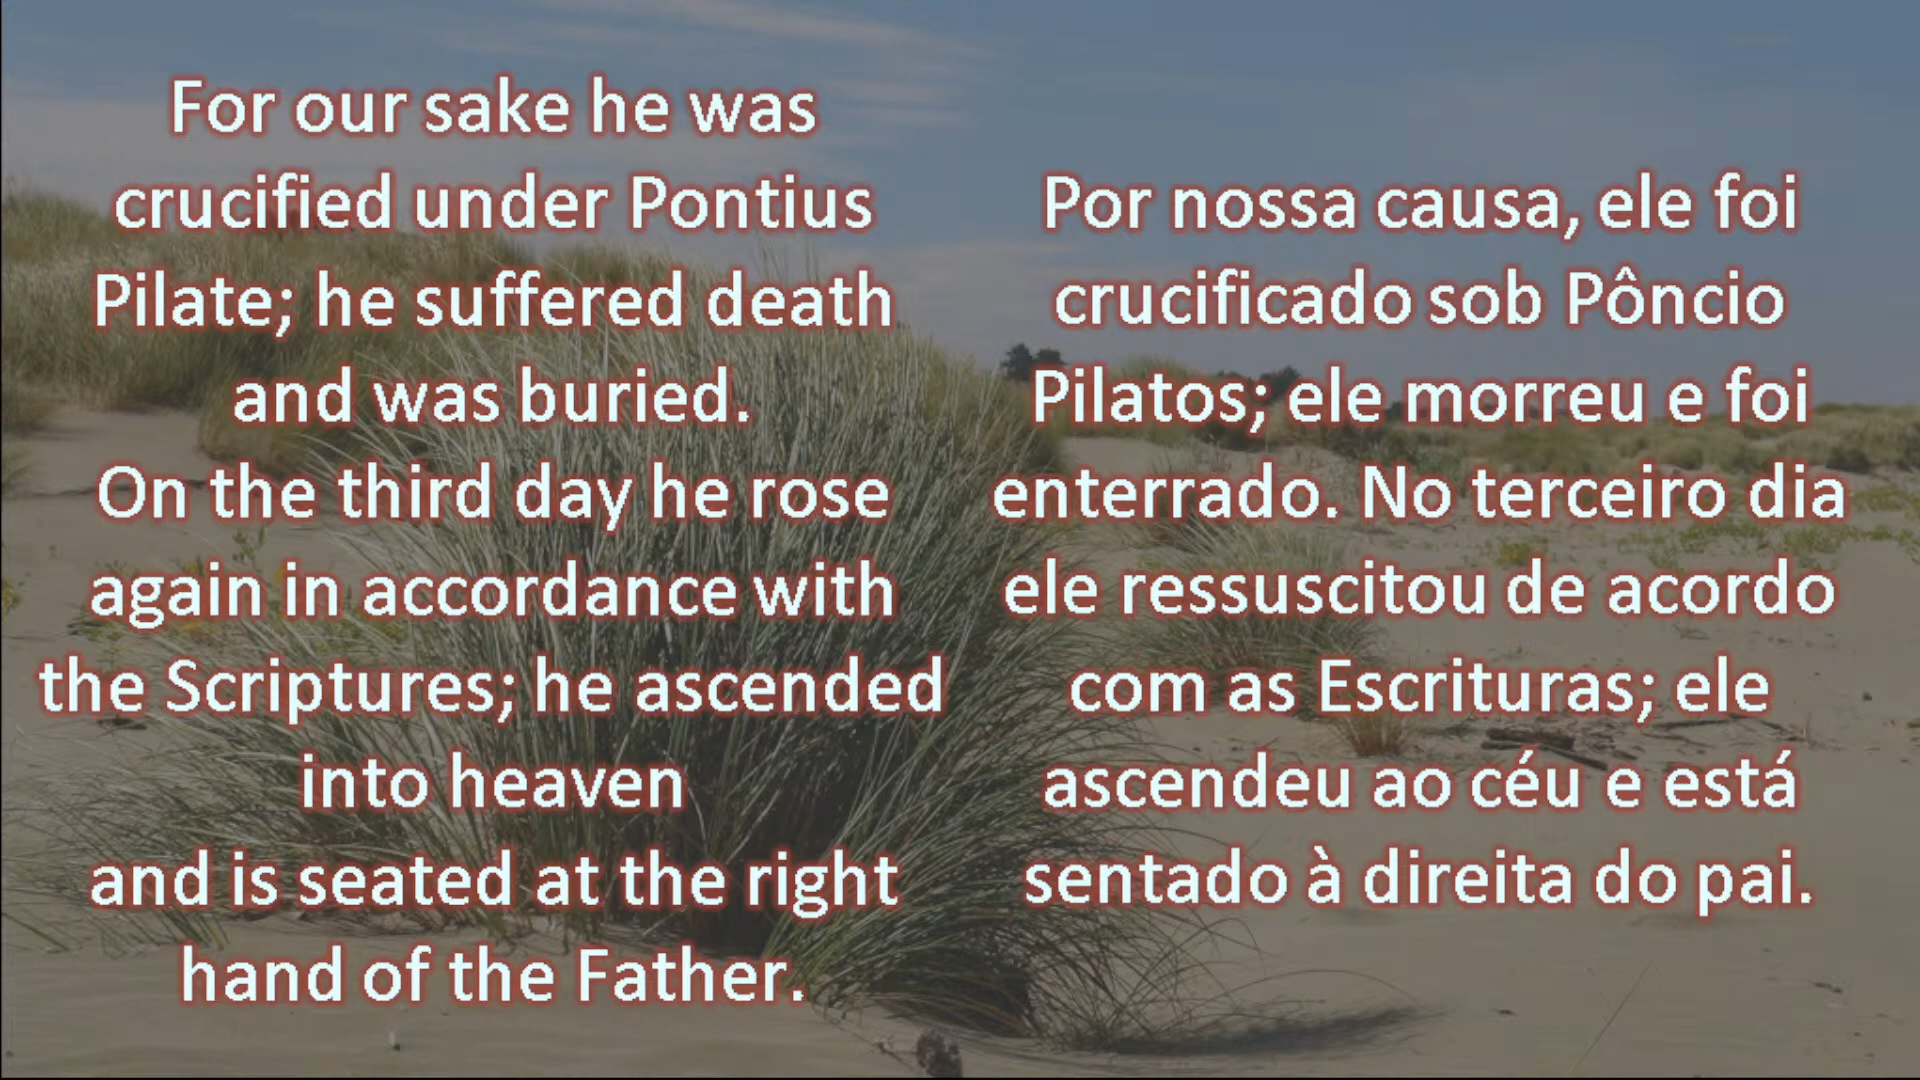 For our sake he was
crucified under Pontius
Pilate; he suffered death
and was buried.
On the third day he rose
again in accordance with
the Scriptures; he ascended
into heaven
and is seated at the right
hand of the Father.
Por nossa causa, ele foi
crucificado sob Pôncio
Pilatos; ele morreu e foi
enterrado. No terceiro dia
ele ressuscitou de acordo
com as Escrituras; ele
ascendeu ao céu e está
sentado à direita do pai.